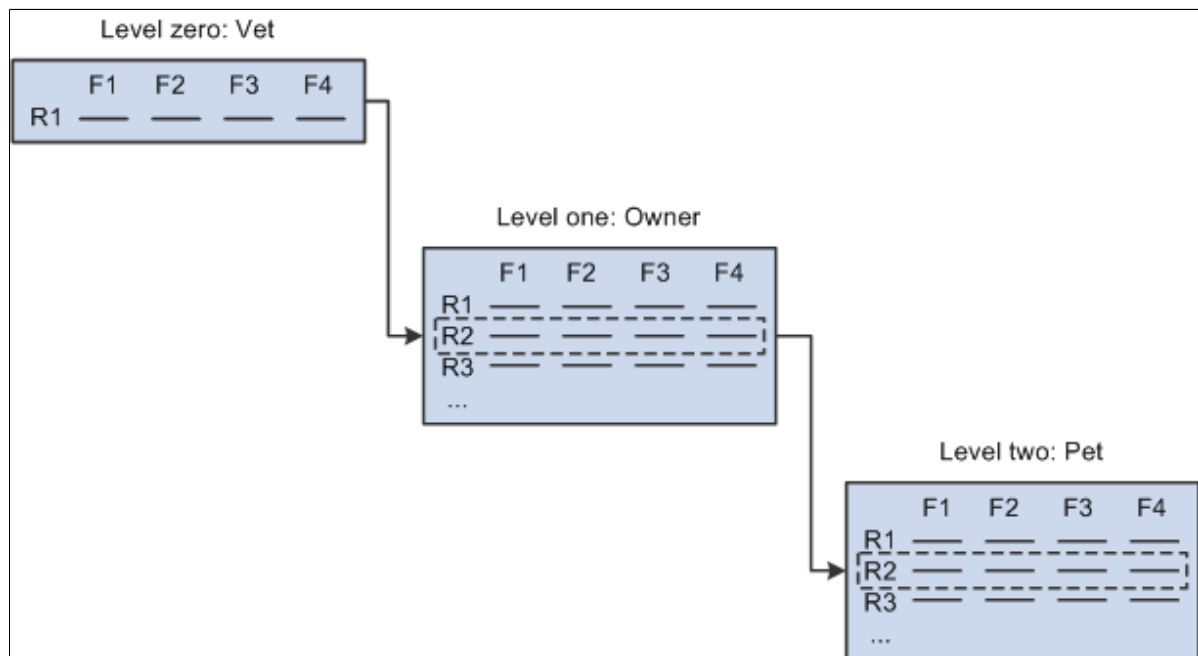 Level zero: Vet
F1 F2 F3 F4
R1
Level one: Owner
F1 F2 F3 F4
R1
R2
R3
...
Level two: Pet
F1 F2 F3 F4
R1
R2
R3
...